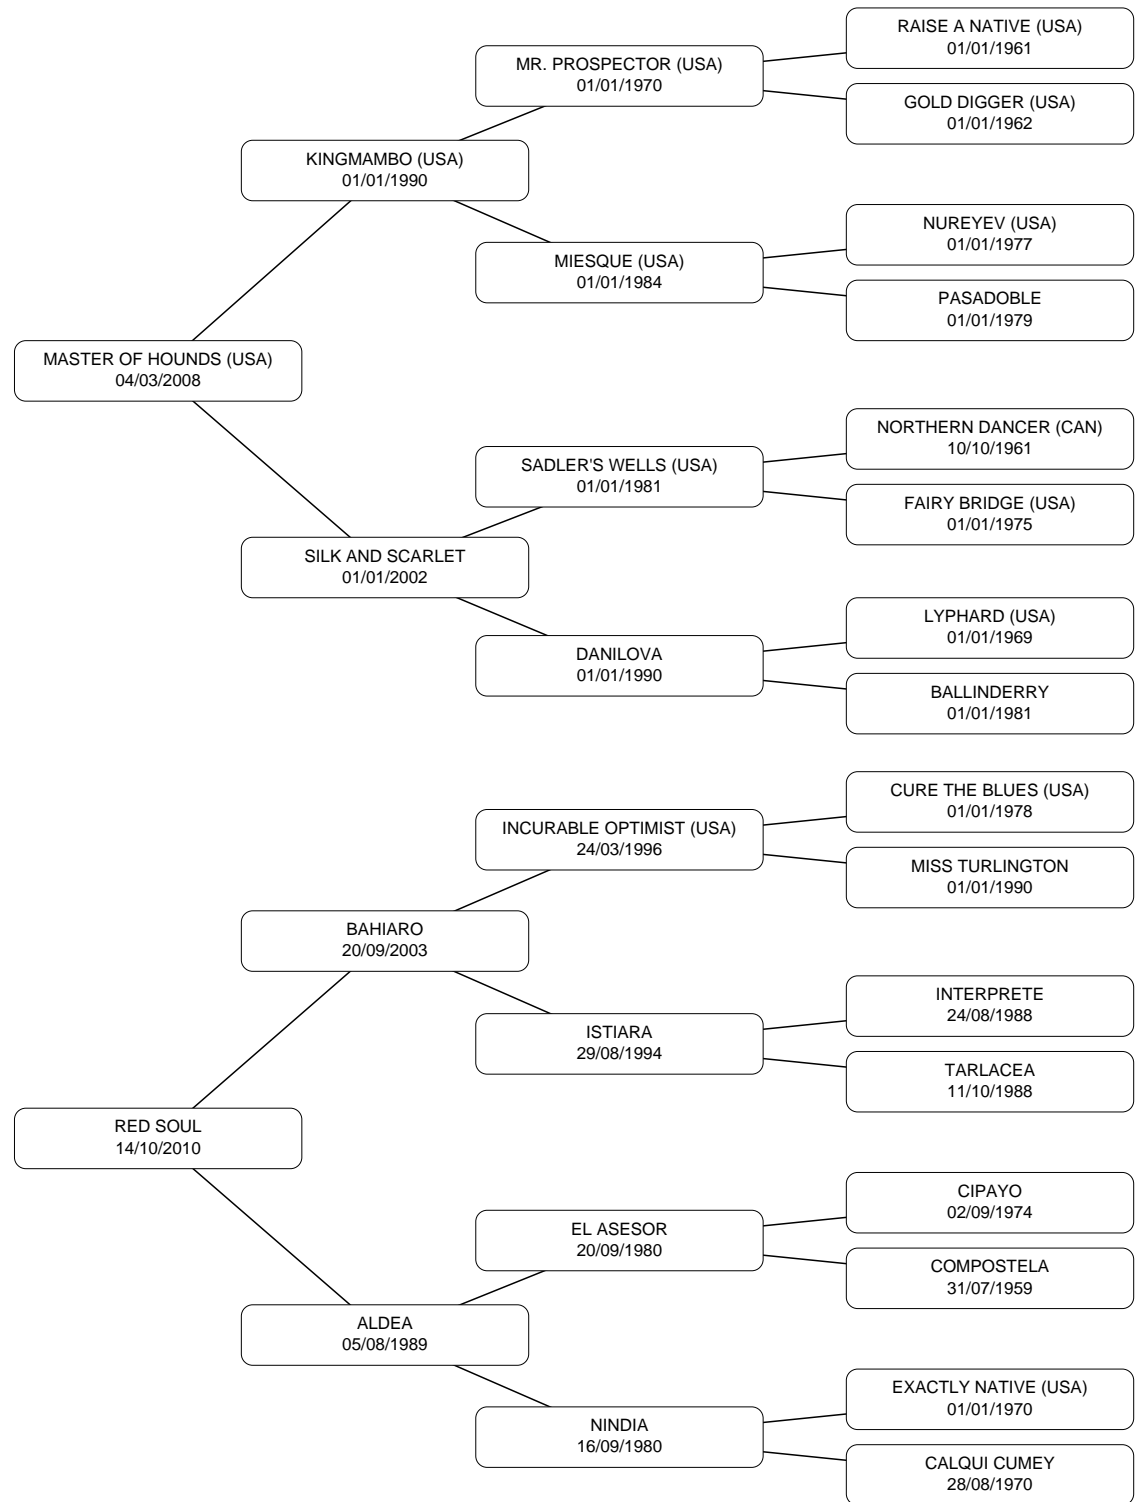 RAISE A NATIVE (USA)
01/01/1961
MR. PROSPECTOR (USA)
01/01/1970
GOLD DIGGER (USA)
01/01/1962
KINGMAMBO (USA)
01/01/1990
NUREYEV (USA)
01/01/1977
MIESQUE (USA)
01/01/1984
PASADOBLE
01/01/1979
MASTER OF HOUNDS (USA)
04/03/2008
NORTHERN DANCER (CAN)
10/10/1961
SADLER'S WELLS (USA)
01/01/1981
FAIRY BRIDGE (USA)
01/01/1975
SILK AND SCARLET
01/01/2002
LYPHARD (USA)
01/01/1969
DANILOVA
01/01/1990
BALLINDERRY
01/01/1981
CURE THE BLUES (USA)
01/01/1978
INCURABLE OPTIMIST (USA)
24/03/1996
MISS TURLINGTON
01/01/1990
BAHIARO
20/09/2003
INTERPRETE
24/08/1988
ISTIARA
29/08/1994
TARLACEA
11/10/1988
RED SOUL
14/10/2010
CIPAYO
02/09/1974
EL ASESOR
20/09/1980
COMPOSTELA
31/07/1959
ALDEA
05/08/1989
EXACTLY NATIVE (USA)
01/01/1970
NINDIA
16/09/1980
CALQUI CUMEY
28/08/1970